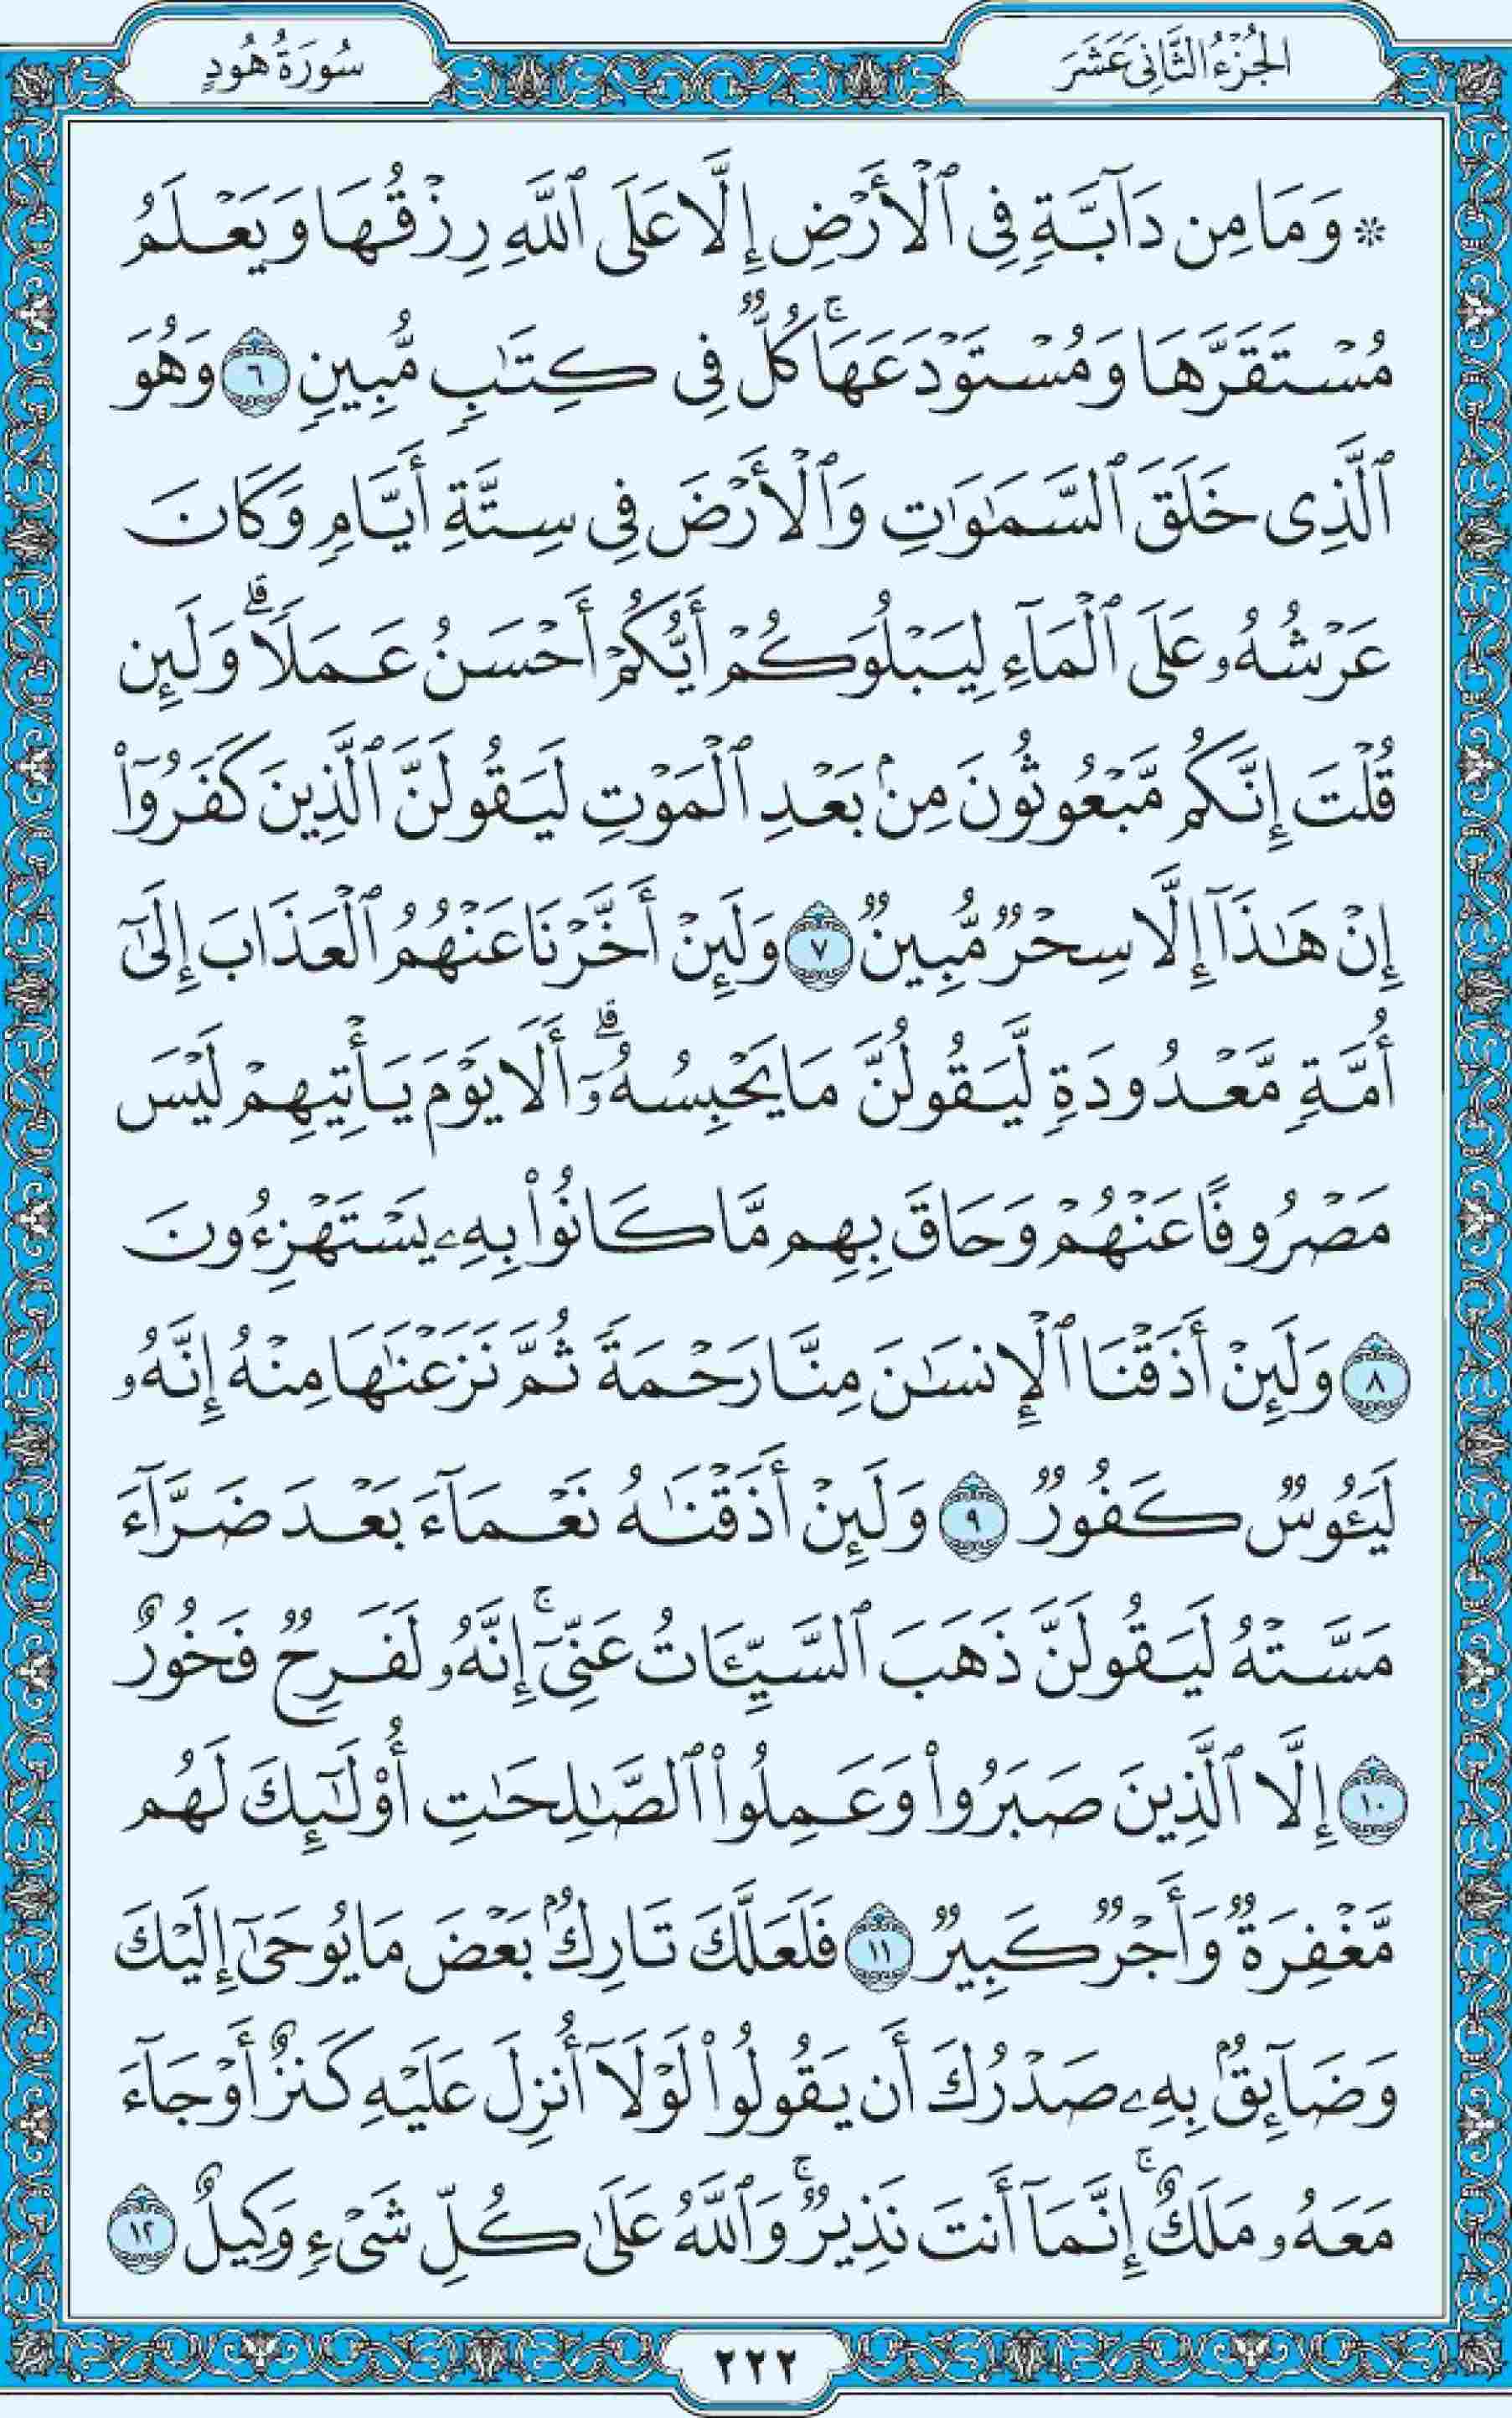 الجُزْءُ الثَّانِي عَشَرَ
سُورَةُ هُودٍ
۞ وَمَا مِن دَآبَّةٖ فِي ٱلۡأَرۡضِ إِلَّا عَلَى ٱللَّهِ رِزۡقُهَا وَيَعۡلَمُ
مُسۡتَقَرَّهَا وَمُسۡتَوۡدَعَهَاۚ كُلّٞ فِي كِتَٰبٖ مُّبِينٖ ٦ وَهُوَ
ٱلَّذِي خَلَقَ ٱلسَّمَٰوَٰتِ وَٱلۡأَرۡضَ فِي سِتَّةِ أَيَّامٖ وَكَانَ
عَرۡشُهُۥ عَلَى ٱلۡمَآءِ لِيَبۡلُوَكُمۡ أَيُّكُمۡ أَحۡسَنُ عَمَلٗاۗ وَلَئِن
قُلۡتَ إِنَّكُم مَّبۡعُوثُونَ مِنۢ بَعۡدِ ٱلۡمَوۡتِ لَيَقُولَنَّ ٱلَّذِينَ كَفَرُوٓاْ
إِنۡ هَٰذَآ إِلَّا سِحۡرٞ مُّبِينٞ ٧ وَلَئِنۡ أَخَّرۡنَا عَنۡهُمُ ٱلۡعَذَابَ إِلَىٰٓ
أُمَّةٖ مَّعۡدُودَةٖ لَّيَقُولُنَّ مَا يَحۡبِسُهُۥٓۗ أَلَا يَوۡمَ يَأۡتِيهِمۡ لَيۡسَ
مَصۡرُوفًا عَنۡهُمۡ وَحَاقَ بِهِم مَّا كَانُواْ بِهِۦ يَسۡتَهۡزِءُونَ
٨ وَلَئِنۡ أَذَقۡنَا ٱلۡإِنسَٰنَ مِنَّا رَحۡمَةٗ ثُمَّ نَزَعۡنَٰهَا مِنۡهُ إِنَّهُۥ
لَيَـُٔوسٞ كَفُورٞ ٩ وَلَئِنۡ أَذَقۡنَٰهُ نَعۡمَآءَ بَعۡدَ ضَرَّآءَ
مَسَّتۡهُ لَيَقُولَنَّ ذَهَبَ ٱلسَّيِّـَٔاتُ عَنِّيٓۚ إِنَّهُۥ لَفَرِحٞ فَخُورٌ
١٠ إِلَّا ٱلَّذِينَ صَبَرُواْ وَعَمِلُواْ ٱلصَّٰلِحَٰتِ أُوْلَٰٓئِكَ لَهُم
مَّغۡفِرَةٞ وَأَجۡرٞ كَبِيرٞ ١١ فَلَعَلَّكَ تَارِكُۢ بَعۡضَ مَا يُوحَىٰٓ إِلَيۡكَ
وَضَآئِقُۢ بِهِۦ صَدۡرُكَ أَن يَقُولُواْ لَوۡلَآ أُنزِلَ عَلَيۡهِ كَنزٌ أَوۡ جَآءَ
مَعَهُۥ مَلَكٌۚ إِنَّمَآ أَنتَ نَذِيرٞۚ وَٱللَّهُ عَلَىٰ كُلِّ شَيۡءٖ وَكِيلٌ ١٢
٢٢٢